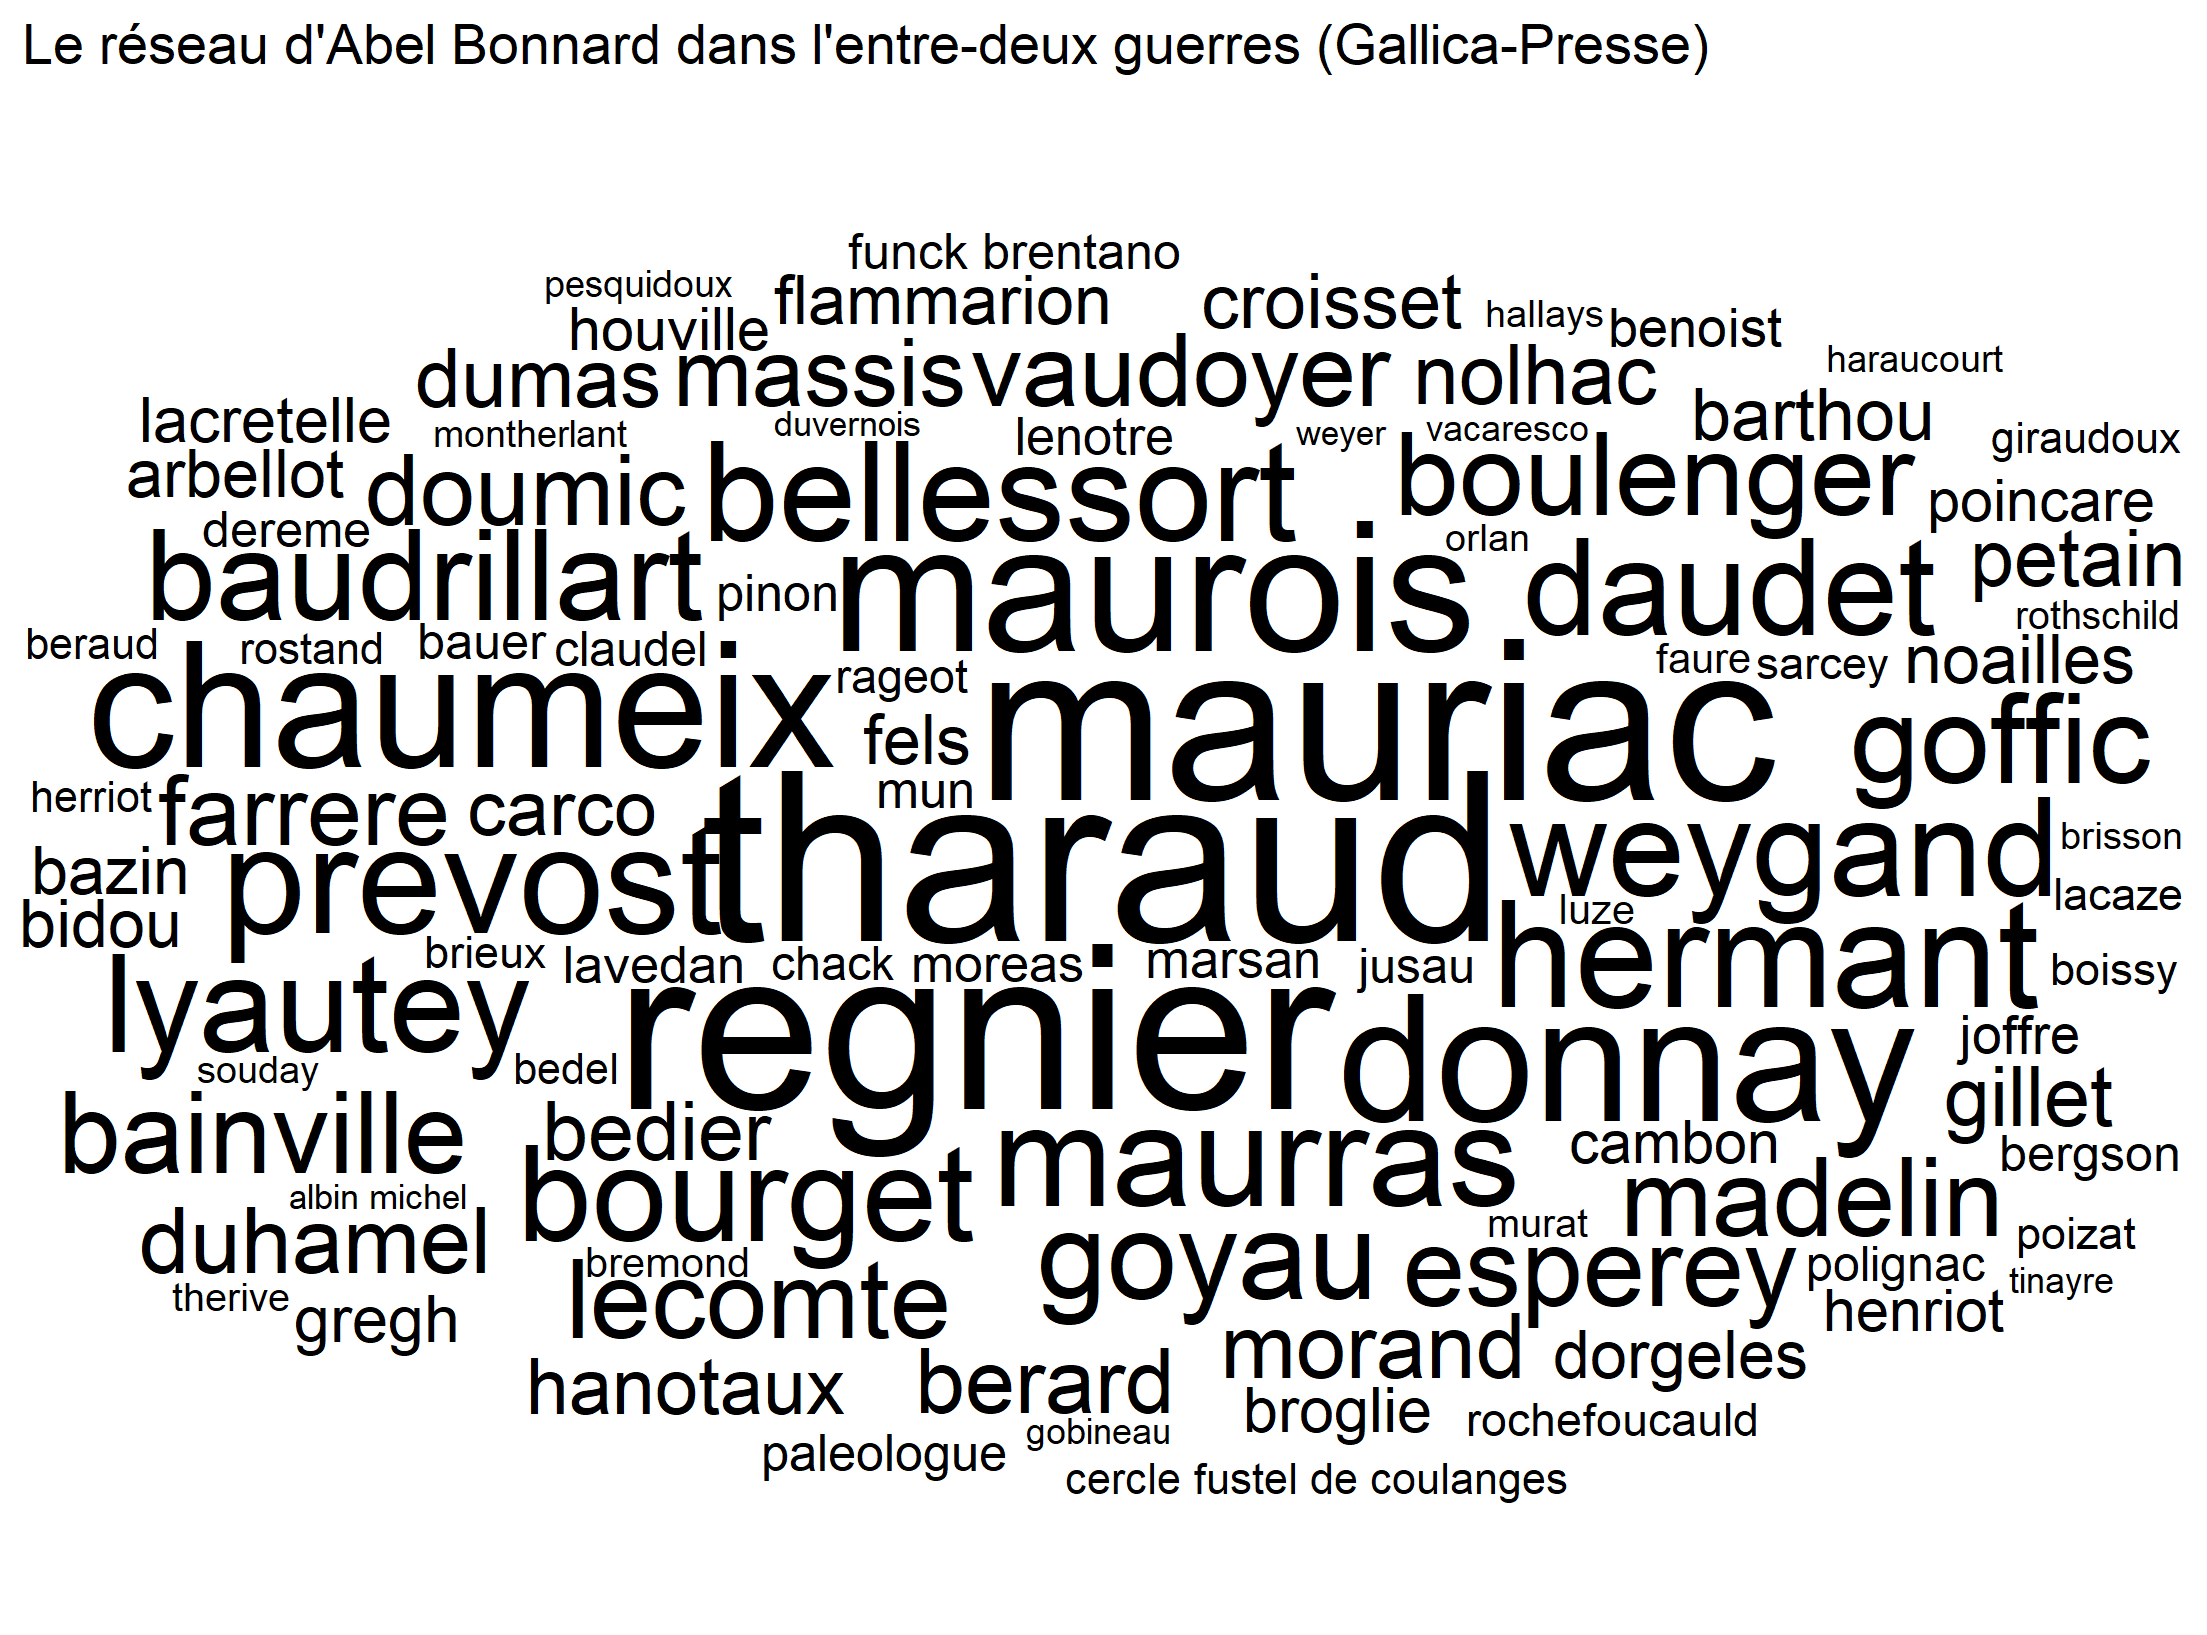 Le réseau d'Abel Bonnard dans l'entre-deux guerres (Gallica-Presse)
funck brentano
pesquidoux
flammarion
croisset
hallays
benoist
houville
haraucourt
dumas
massis
vaudoyer
nolhac
lacretelle
montherlant
duvernois
lenotre
weyer
vacaresco
barthou
giraudoux
arbellot
doumic
bellessort
boulenger
poincare
dereme
orlan
baudrillart
pinon
maurois
daudet
petain
rothschild
beraud
rostand
bauer
claudel
rageot
faure
sarcey
noailles
chaumeix
fels
mauriac
goffic
herriot
farrere
carco
mun
tharaud
weygand
brisson
bazin
prevost
luze
lacaze
bidou
brieux
lavedan
chack
moreas
marsan
jusau
hermant
boissy
lyautey
regnier
donnay
joffre
souday
bedel
gillet
bainville
bedier
maurras
cambon
bergson
albin michel
bourget
madelin
duhamel
murat
poizat
bremond
goyau
esperey
polignac
tinayre
therive
gregh
lecomte
henriot
hanotaux
berard
morand
dorgeles
broglie
rochefoucauld
paleologue
gobineau
cercle fustel de coulanges